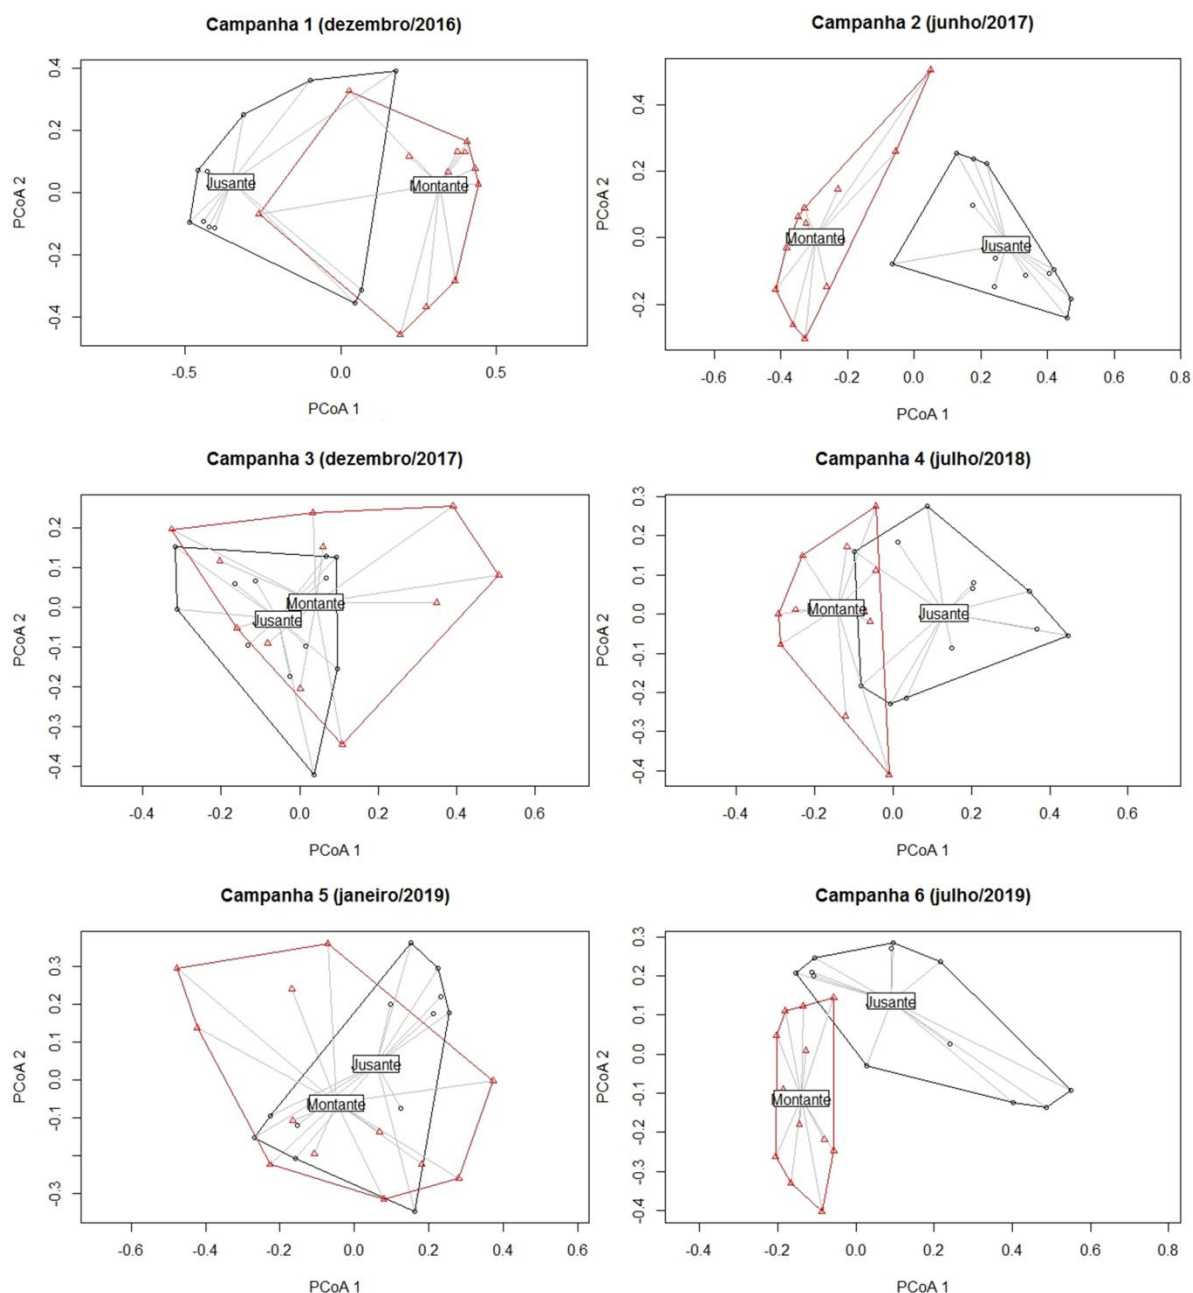 Campanha 1 (dezembro/2016)
PCoA 2
0.4
0.2
0.0
-0.2
-0.4
Jusante
Montante
-0.5
0.0
0.5
PCoA 1
Campanha 2 (junho/2017)
PCoA 2
0.4
0.2
0.0
-0.2
Montante
Jusante
-0.6
-0.4
-0.2
0.0
0.2
0.4
0.6
0.8
PCoA 1
Campanha 3 (dezembro/2017)
PCoA 2
0.2
0.1
0.0
-0.1
-0.2
-0.3
-0.4
Montante
Jusante
-0.4
-0.2
0.0
0.2
0.4
0.6
PCoA 1
Campanha 4 (julho/2018)
PCoA 2
0.3
0.2
0.1
0.0
-0.1
-0.2
-0.3
-0.4
Montante
Jusante
-0.4
-0.2
0.0
0.2
0.4
0.6
PCoA 1
Campanha 5 (janeiro/2019)
PCoA 2
0.3
0.2
0.1
0.0
-0.1
-0.3
Jusante
Montante
-0.6
-0.4
-0.2
0.0
0.2
0.4
0.6
PCoA 1
Campanha 6 (julho/2019)
PCoA 2
0.3
0.2
0.1
0.0
-0.1
-0.2
-0.3
-0.4
Jusante
Montante
-0.4
-0.2
0.0
0.2
0.4
0.6
0.8
PCoA 1